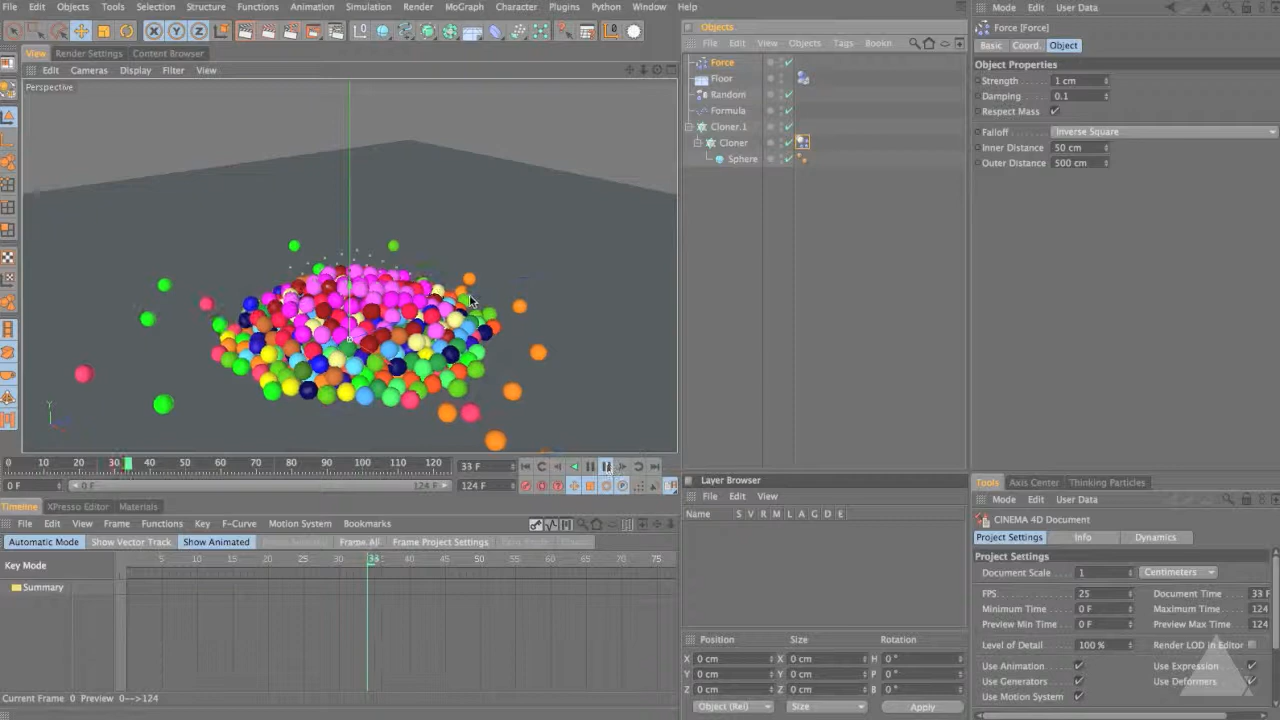 File Edit Objects Tools Selection Structure Functions Animation Simulation Render MoGraph Character Plugins Python Window Help
Mode Edit User Data
Objects
Force [Force]
File Edit View Objects Tags Bookn
Basic Coord. Object
View Render Settings Content Browser
Edit Cameras Display Filter View
Object Properties
Force
Floor
Random
Formula
Cloner.1
Cloner
Sphere
Strength 1 cm
Damping 0.1
Respect Mass
Falloff Inverse Square
Inner Distance 50 cm
Outer Distance 500 cm
Perspective
Y
0 10 20 30 40 50 60 70 80 90 100 110 120
33 F
0 F
0 F
124 F
124 F
Timeline XPresso Editor Materials
File Edit View Frame Functions Key F-Curve Motion System Bookmarks
Automatic Mode Show Vector Track Show Animated Frame All Frame Project Settings
Key Mode
5 10 15 20 25 30 33 40 45 50 55 60 65 70 75
Summary
Current Frame 0 Preview 0-->124
Layer Browser
File Edit View
Name S V R M L A G D E
Position Size Rotation
X 0 cm X 0 cm H 0 °
Y 0 cm Y 0 cm P 0 °
Z 0 cm Z 0 cm B 0 °
Object (Rel) Size Apply
Tools Axis Center Thinking Particles
Mode Edit User Data
CINEMA 4D Document
Project Settings Info Dynamics
Project Settings
Document Scale 1 Centimeters
FPS 25 Document Time 33 F
Minimum Time 0 F Maximum Time 124
Preview Min Time 0 F Preview Max Time 124
Level of Detail 100 % Render LOD in Editor
Use Animation Use Expression
Use Generators Use Deformers
Use Motion System